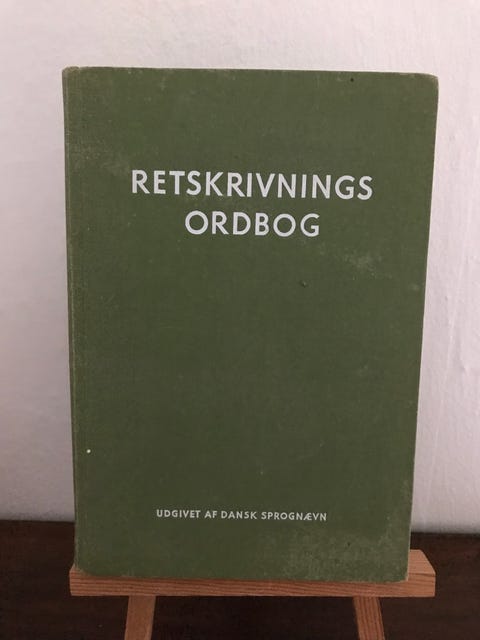 RETSKRIVNINGS
ORDBOG
UDGIVET AF DANSK SPROGNÆVN